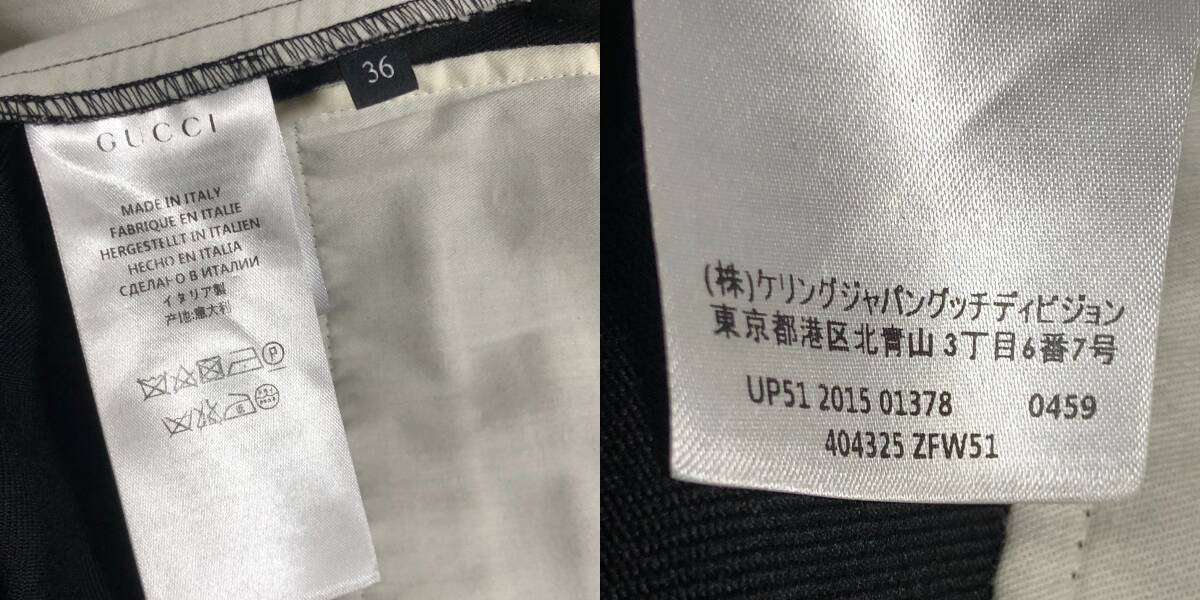 36
GUCCI
MADE IN ITALY
FABRIQUE EN ITALIE
HERGESTELLT IN ITALIEN
HECHO EN ITALIA
СДЕЛАНО В ИТАЛИИ
イタリア製
产地:意大利
P
(株)ケリングジャパングッチディビジョン
東京都港区北青山 3丁目6番7号
UP51 2015 01378 0459
404325 ZFW51